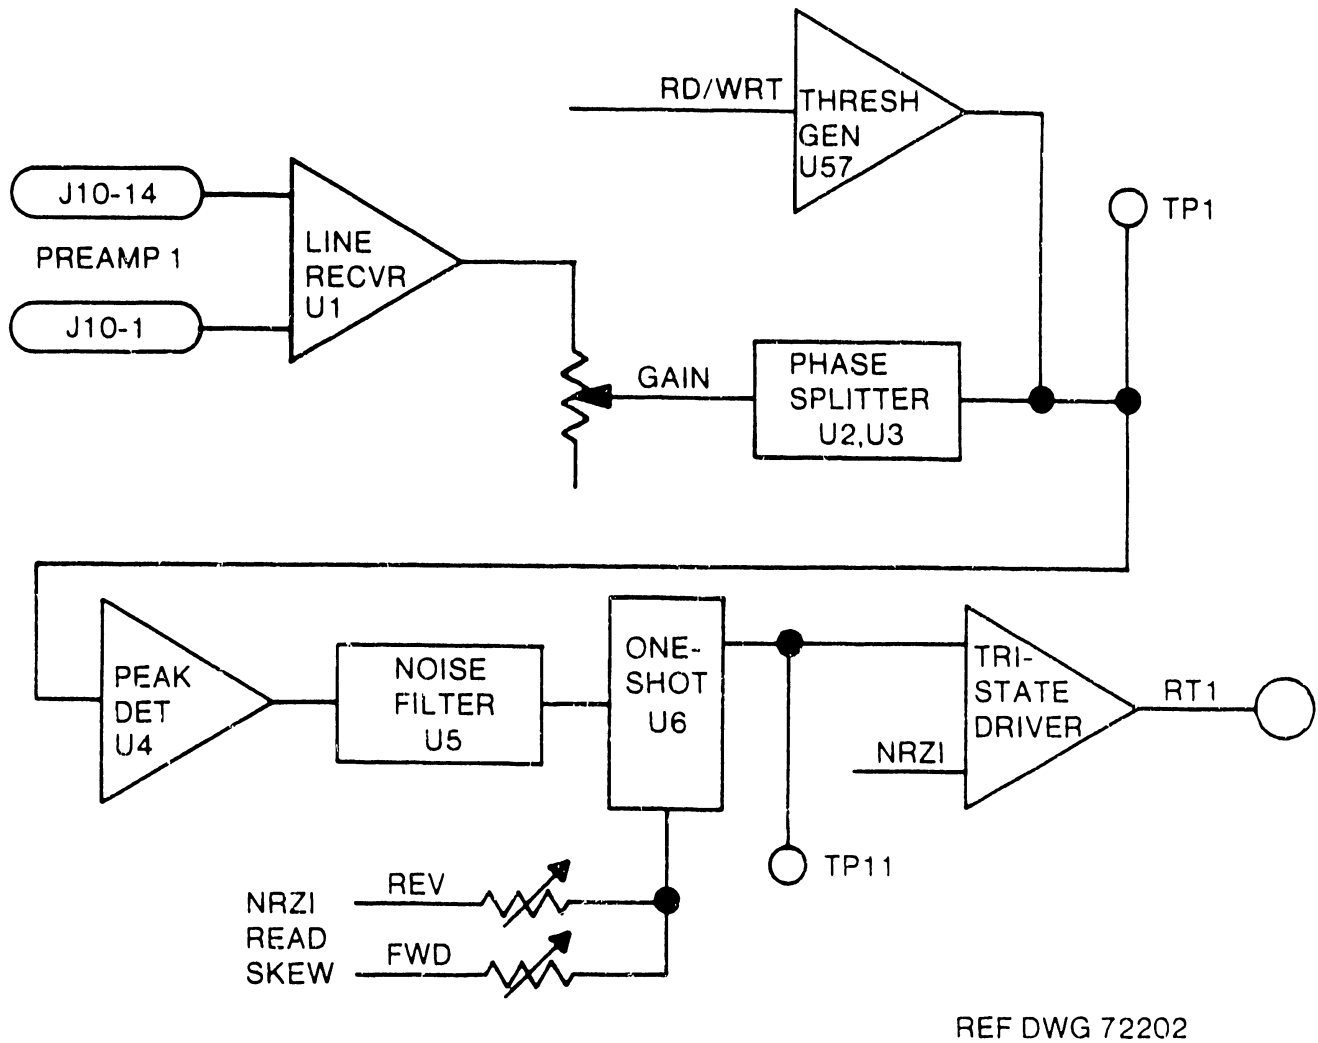 RD/WRT
THRESH
GEN
U57
J10-14
PREAMP 1
J10-1
LINE
RECVR
U1
TP1
GAIN
PHASE
SPLITTER
U2,U3
PEAK
DET
U4
NOISE
FILTER
U5
ONE-
SHOT
U6
TRI-
STATE
DRIVER
RT1
NRZI
TP11
NRZI
READ
SKEW
REV
FWD
REF DWG 72202